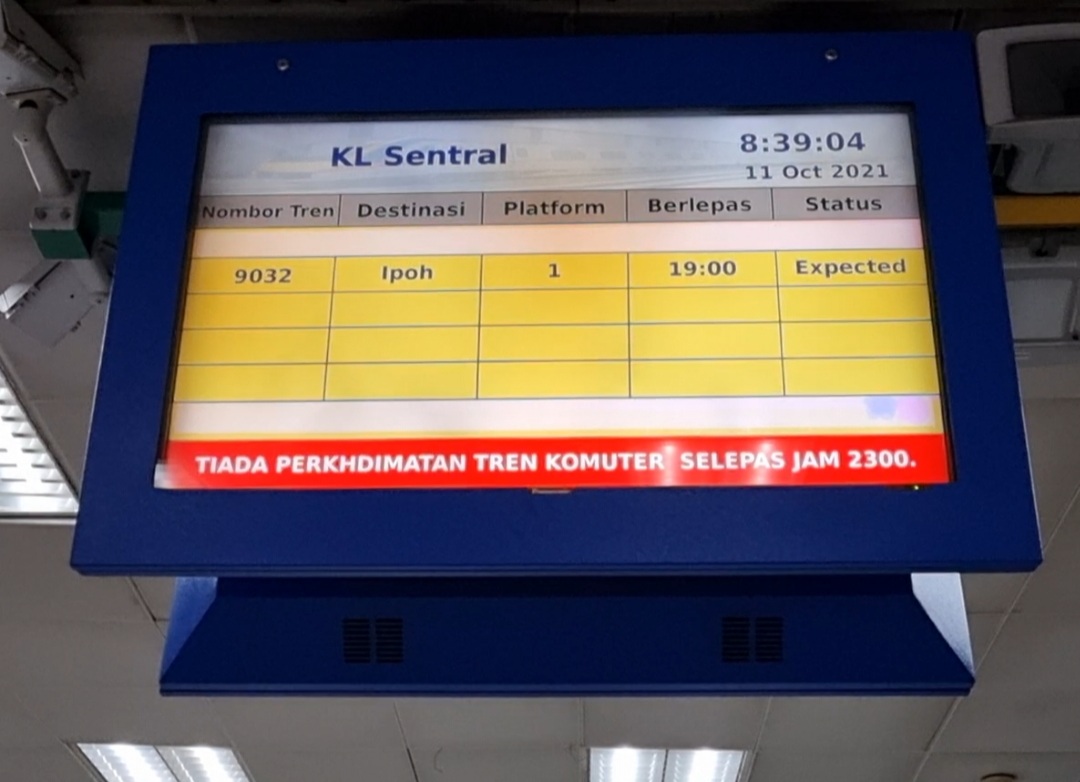 KL Sentral
8:39:04
11 Oct 2021
Nombor Tren Destinasi Platform Berlepas Status
9032 Ipoh 1 19:00 Expected
TIADA PERKHDIMATAN TREN KOMUTER SELEPAS JAM 2300.